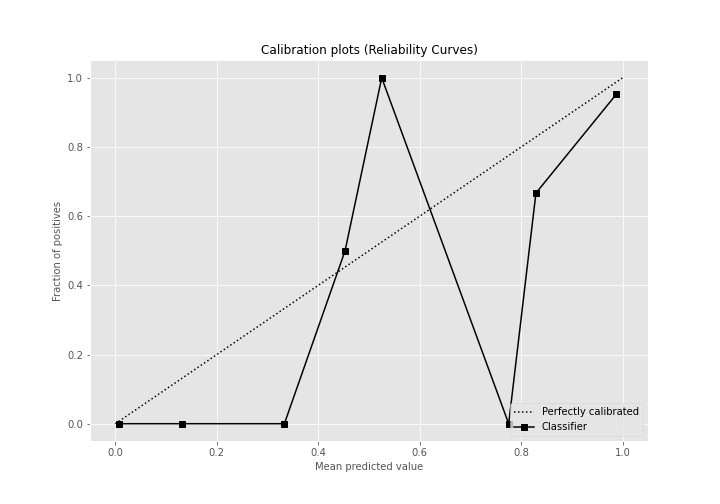 Calibration plots (Reliability Curves)
1.0
0.8
0.6
0.4
0.2
0.0
Fraction of positives
0.0 0.2 0.4 0.6 0.8 1.0
Mean predicted value
Perfectly calibrated
Classifier